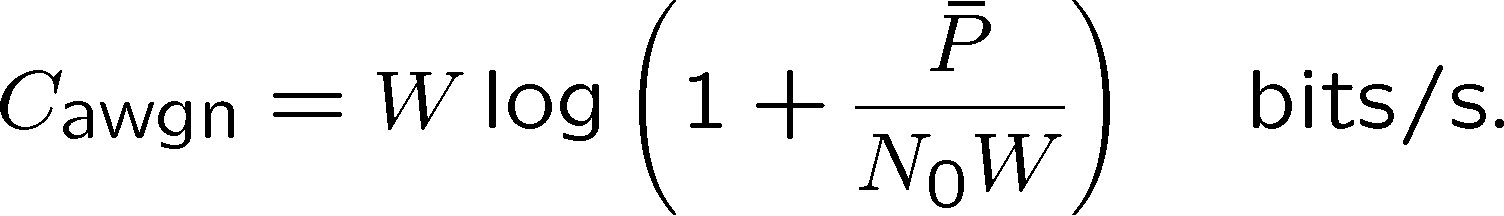 C_awgn = W log (1 + P̄ / N_0 W) bits/s.